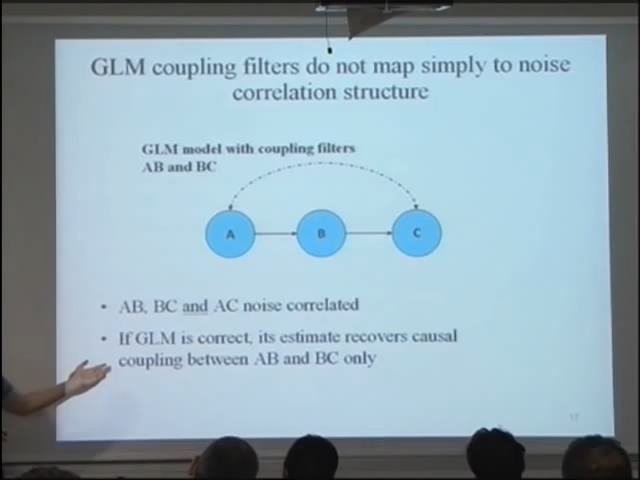 GLM coupling filters do not map simply to noise
correlation structure
GLM model with coupling filters
AB and BC
A
B
C
• AB, BC and AC noise correlated
• If GLM is correct, its estimate recovers causal
coupling between AB and BC only